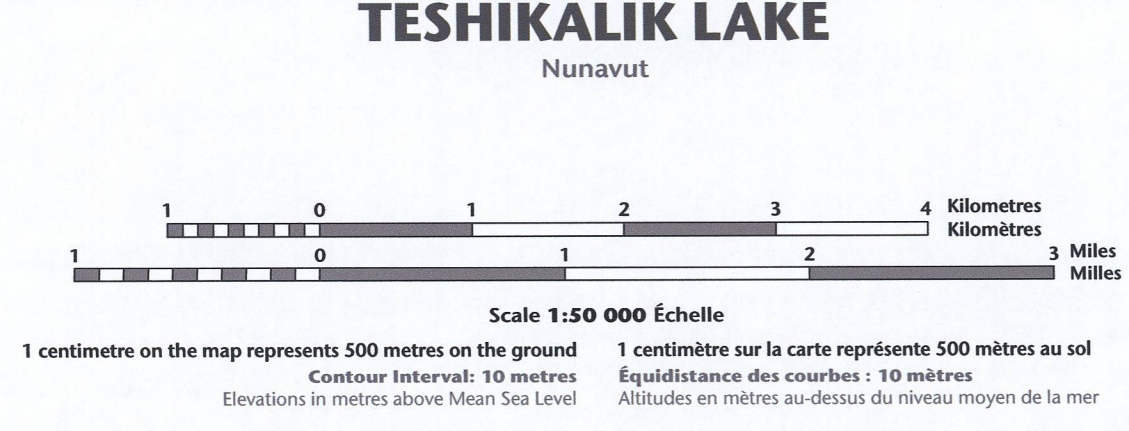 TESHIKALIK LAKE
Nunavut
1 0 1 2 3 4 Kilometres
Kilomètres
1 0 1 2 3 Miles
Milles
Scale 1:50 000 Échelle
1 centimetre on the map represents 500 metres on the ground
1 centimètre sur la carte représente 500 mètres au sol
Contour Interval: 10 metres
Équidistance des courbes : 10 mètres
Elevations in metres above Mean Sea Level
Altitudes en mètres au-dessus du niveau moyen de la mer